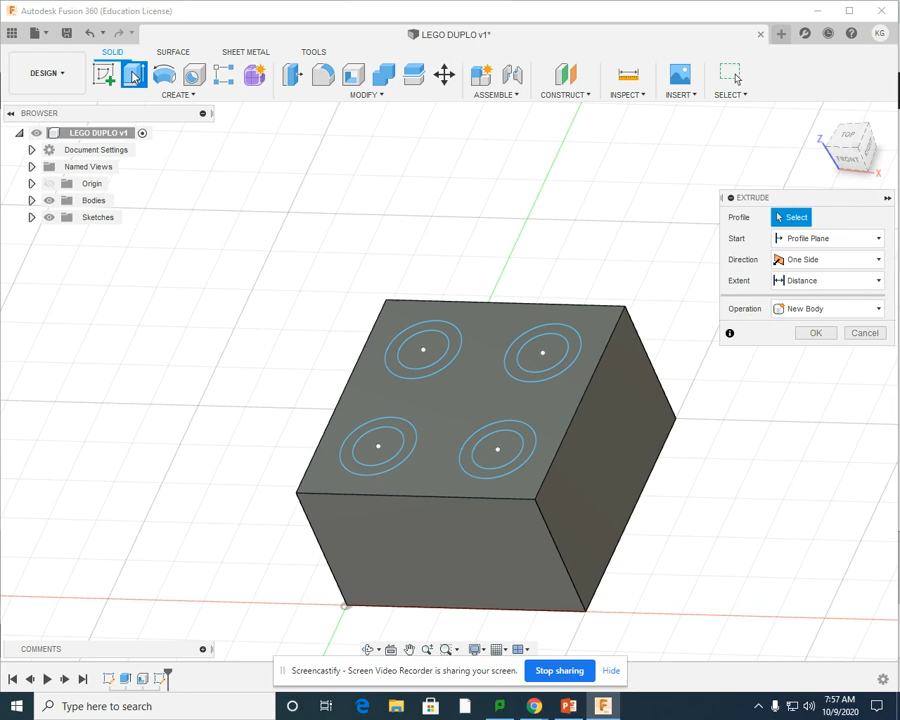 Autodesk Fusion 360 (Education License)
LEGO DUPLO v1*
KG
SOLID SURFACE SHEET METAL TOOLS
DESIGN
CREATE MODIFY ASSEMBLE CONSTRUCT INSPECT INSERT SELECT
BROWSER
LEGO DUPLO v1
Document Settings
Named Views
Origin
Bodies
Sketches
TOP
FRONT
Z
X
EXTRUDE
Profile Select
Start Profile Plane
Direction One Side
Extent Distance
Operation New Body
OK Cancel
COMMENTS
Screencastify - Screen Video Recorder is sharing your screen. Stop sharing Hide
Type here to search
7:57 AM
10/9/2020